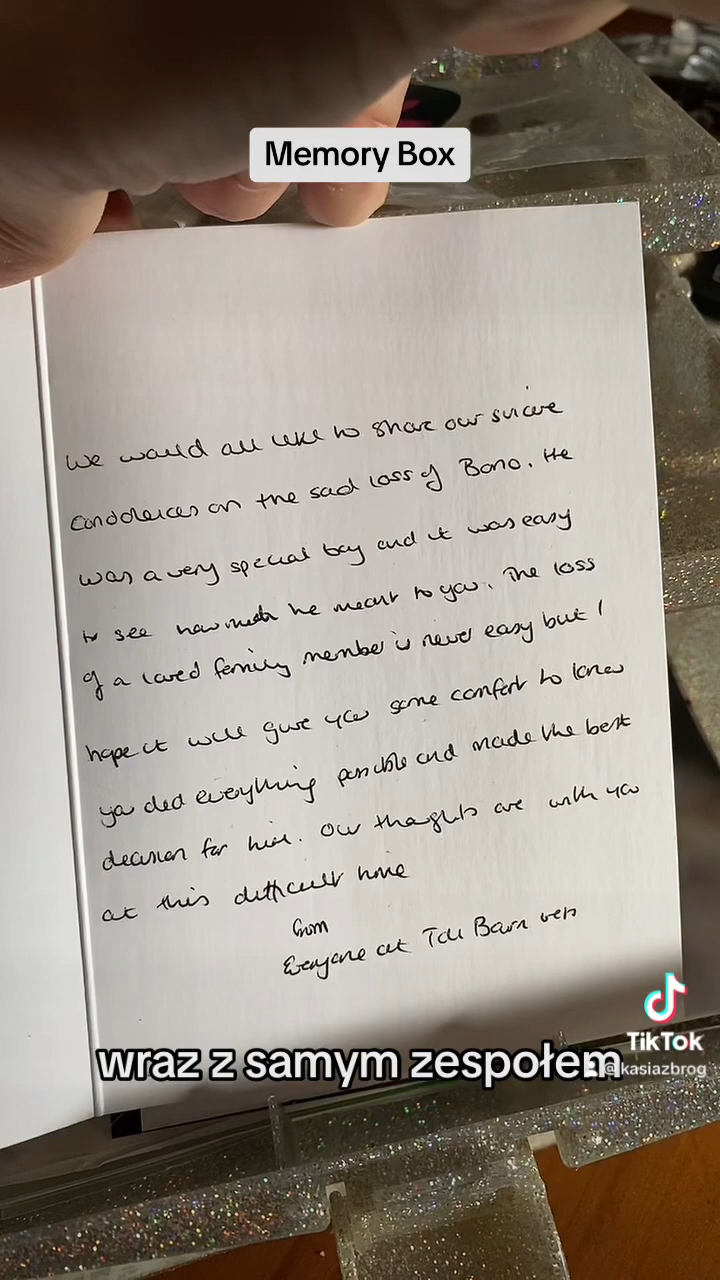 Memory Box
We would all like to share our sincere
condolences on the sad loss of Bono. He
was a very special boy and it was easy
to see how much he meant to you. The loss
of a loved family member is never easy but I
hope it will give you some comfort to know
you did everything possible and made the best
decision for him. Our thoughts are with you
at this difficult time
from
Everyone at Barn vets
wraz z samym zespołem
TikTok
@kasiazbrog